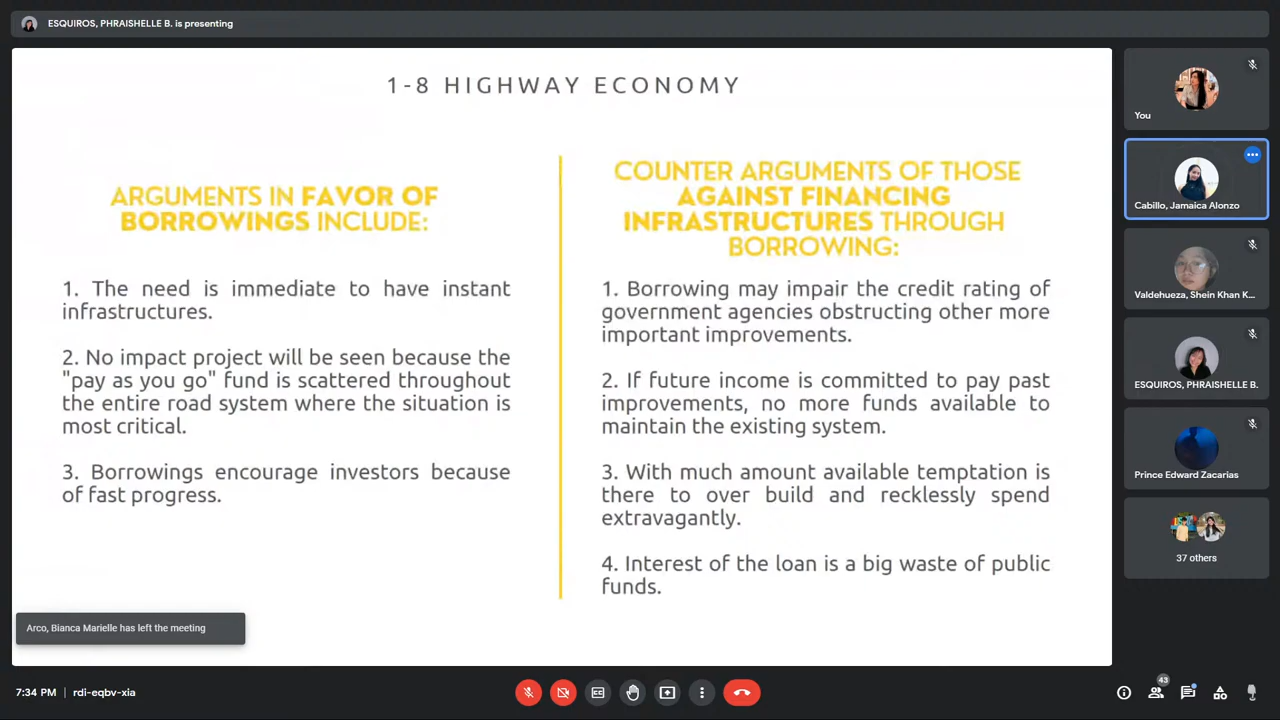 ESQUIROS, PHRAISHELLE B. is presenting
1-8 HIGHWAY ECONOMY
ARGUMENTS IN FAVOR OF
BORROWINGS INCLUDE:
1. The need is immediate to have instant
infrastructures.
2. No impact project will be seen because the
"pay as you go" fund is scattered throughout
the entire road system where the situation is
most critical.
3. Borrowings encourage investors because
of fast progress.
COUNTER ARGUMENTS OF THOSE
AGAINST FINANCING
INFRASTRUCTURES THROUGH
BORROWING:
1. Borrowing may impair the credit rating of
government agencies obstructing other more
important improvements.
2. If future income is committed to pay past
improvements, no more funds available to
maintain the existing system.
3. With much amount available temptation is
there to over build and recklessly spend
extravagantly.
4. Interest of the loan is a big waste of public
funds.
You
Cabillo, Jamaica Alonzo
Valdehueza, Shein Khan K...
ESQUIROS, PHRAISHELLE B.
Prince Edward Zacarias
37 others
Arco, Bianca Marielle has left the meeting
7:34 PM | rdi-eqbv-xia
43